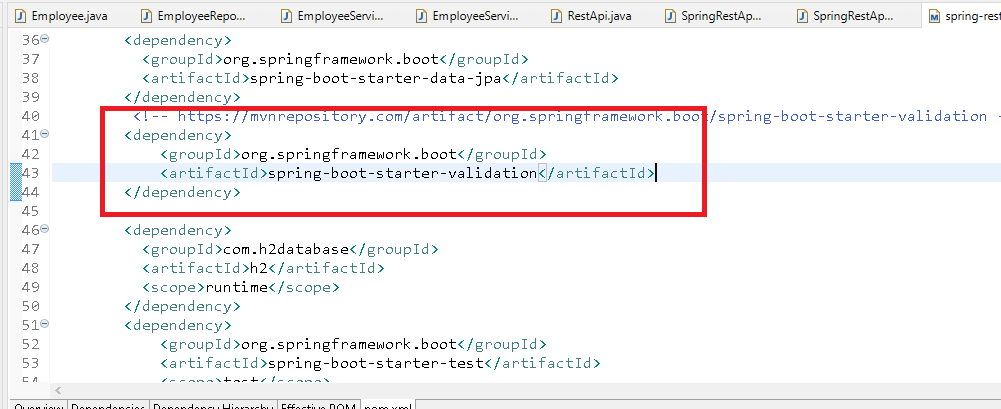 Employee.java EmployeeRepo... EmployeeServi... EmployeeServi... RestApi.java SpringRestAp... SpringRestAp... spring-rest
36 <dependency>
37 <groupId>org.springframework.boot</groupId>
38 <artifactId>spring-boot-starter-data-jpa</artifactId>
39 </dependency>
40 <!-- https://mvnrepository.com/artifact/org.springframework.boot/spring-boot-starter-validation -
41 <dependency>
42 <groupId>org.springframework.boot</groupId>
43 <artifactId>spring-boot-starter-validation</artifactId>
44 </dependency>
45
46 <dependency>
47 <groupId>com.h2database</groupId>
48 <artifactId>h2</artifactId>
49 <scope>runtime</scope>
50 </dependency>
51 <dependency>
52 <groupId>org.springframework.boot</groupId>
53 <artifactId>spring-boot-starter-test</artifactId>
54 <scope>test</scope>
Overview Dependencies Dependency Hierarchy Effective POM pom.xml